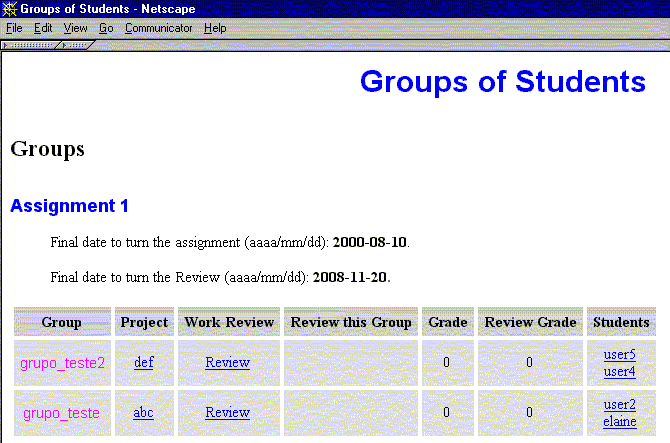 Groups of Students - Netscape
File Edit View Go Communicator Help
Groups of Students
Groups
Assignment 1
Final date to turn the assignment (aaaa/mm/dd): 2000-08-10.
Final date to turn the Review (aaaa/mm/dd): 2008-11-20.
Group Project Work Review Review this Group Grade Review Grade Students
grupo_teste2 def Review 0 0 user5
user4
grupo_teste abc Review 0 0 user2
elaine